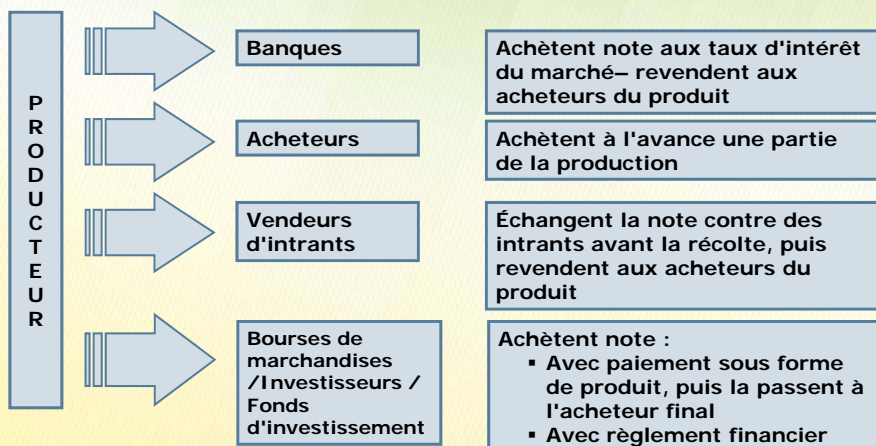 PRODUCTEUR
Banques
Achètent note aux taux d'intérêt
du marché– revendent aux
acheteurs du produit
Acheteurs
Achètent à l'avance une partie
de la production
Vendeurs
d'intrants
Échangent la note contre des
intrants avant la récolte, puis
revendent aux acheteurs du
produit
Bourses de
marchandises
/Investisseurs /
Fonds
d'investissement
Achètent note :
▪ Avec paiement sous forme
de produit, puis la passent à
l'acheteur final
▪ Avec règlement financier